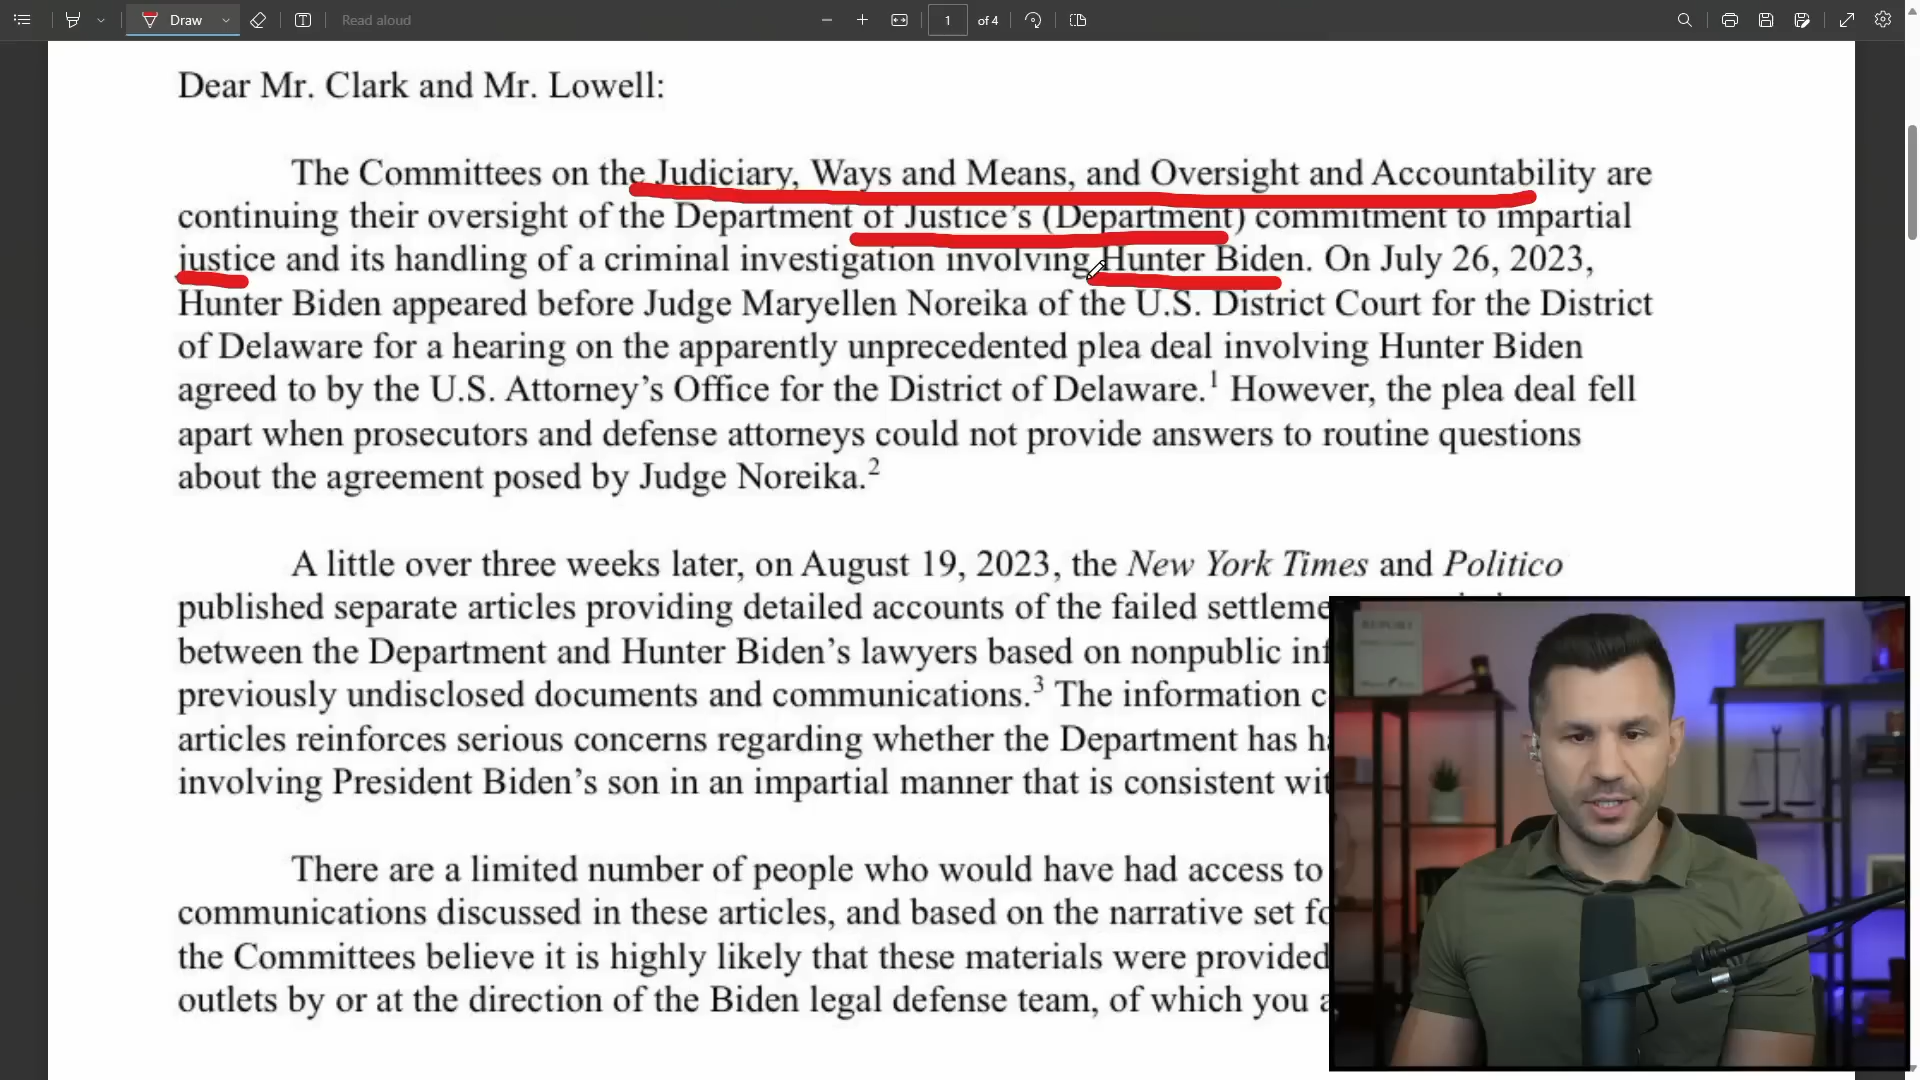 Draw
Read aloud
1 of 4
Dear Mr. Clark and Mr. Lowell:
The Committees on the Judiciary, Ways and Means, and Oversight and Accountability are
continuing their oversight of the Department of Justice's (Department) commitment to impartial
justice and its handling of a criminal investigation involving Hunter Biden. On July 26, 2023,
Hunter Biden appeared before Judge Maryellen Noreika of the U.S. District Court for the District
of Delaware for a hearing on the apparently unprecedented plea deal involving Hunter Biden
agreed to by the U.S. Attorney's Office for the District of Delaware.1 However, the plea deal fell
apart when prosecutors and defense attorneys could not provide answers to routine questions
about the agreement posed by Judge Noreika.2
A little over three weeks later, on August 19, 2023, the New York Times and Politico
published separate articles providing detailed accounts of the failed settleme
between the Department and Hunter Biden's lawyers based on nonpublic inf
previously undisclosed documents and communications.3 The information c
articles reinforces serious concerns regarding whether the Department has ha
involving President Biden's son in an impartial manner that is consistent wit
There are a limited number of people who would have had access to
communications discussed in these articles, and based on the narrative set fo
the Committees believe it is highly likely that these materials were provided
outlets by or at the direction of the Biden legal defense team, of which you a
REPORT